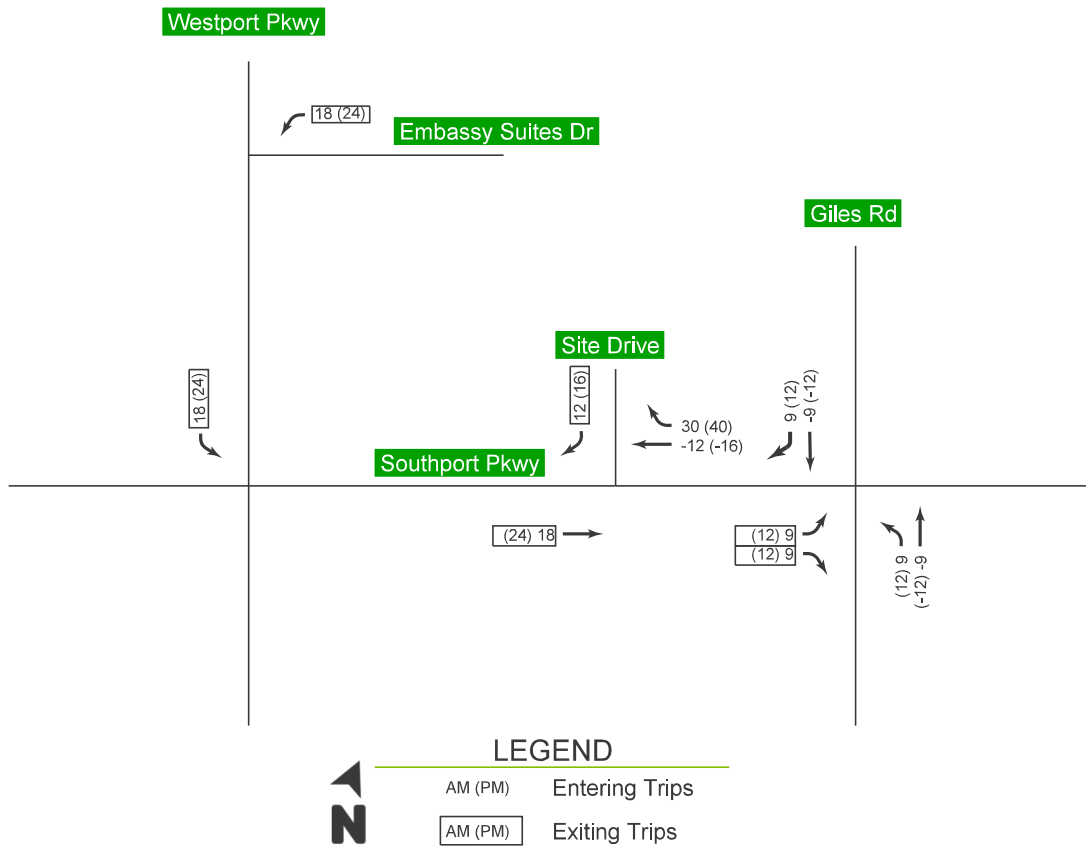 Westport Pkwy
18 (24)
Embassy Suites Dr
Giles Rd
Site Drive
18 (24)
12 (16)
9 (12)
-9 (-12)
30 (40)
-12 (-16)
Southport Pkwy
(24) 18
(12) 9
(12) 9
(12) 9
(-12) -9
LEGEND
AM (PM) Entering Trips
AM (PM) Exiting Trips
N